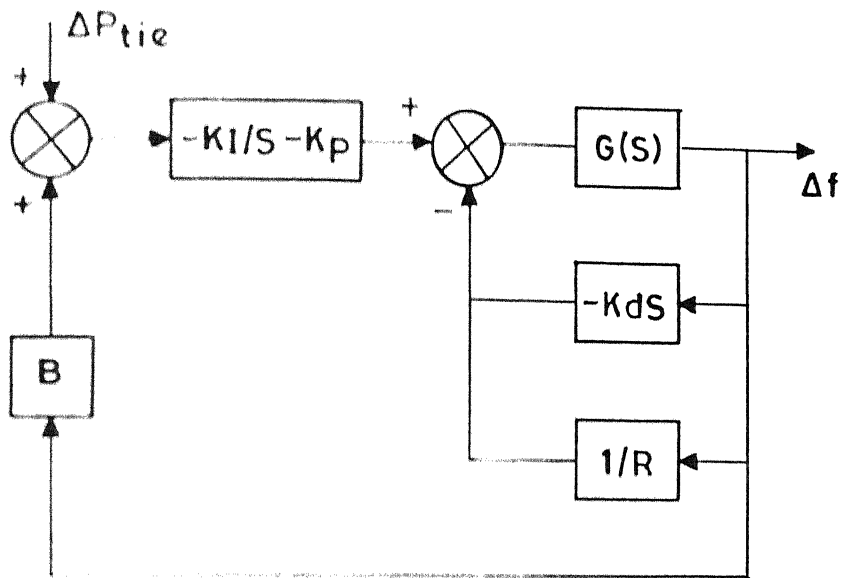 ΔPtie
+
+
-KI/S -Kp
+
-
G(S)
Δf
-KdS
B
1/R